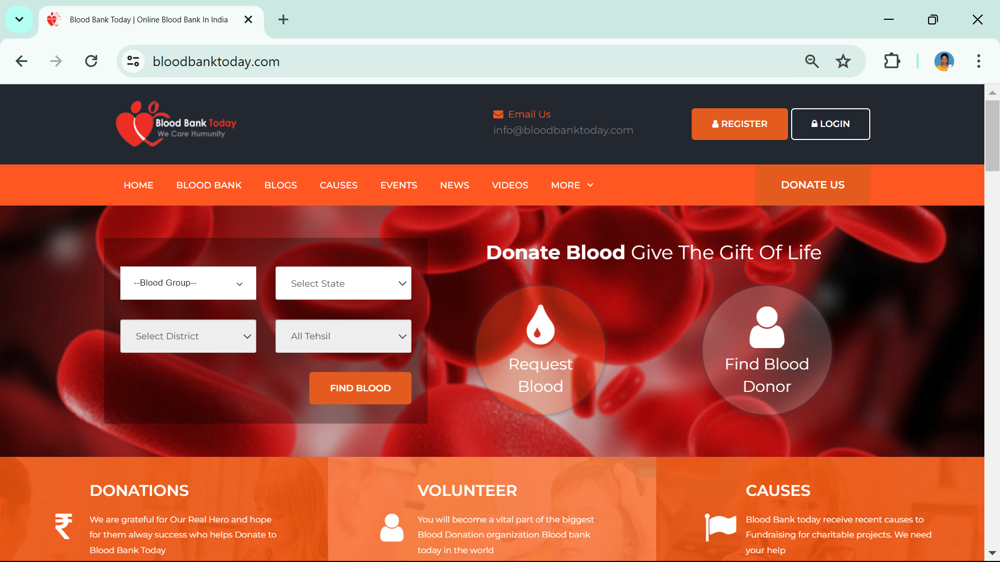 Blood Bank Today | Online Blood Bank In India
bloodbanktoday.com
Blood Bank Today
We Care Humunity
Email Us
info@bloodbanktoday.com
REGISTER
LOGIN
HOME BLOOD BANK BLOGS CAUSES EVENTS NEWS VIDEOS MORE DONATE US
--Blood Group--
Select State
Select District
All Tehsil
FIND BLOOD
Donate Blood Give The Gift Of Life
Request
Blood
Find Blood
Donor
DONATIONS
₹
We are grateful for Our Real Hero and hope
for them alway success who helps Donate to
Blood Bank Today
VOLUNTEER
You will become a vital part of the biggest
Blood Donation organization Blood bank
today in the world
CAUSES
Blood Bank today receive recent causes to
Fundraising for charitable projects. We need
your help